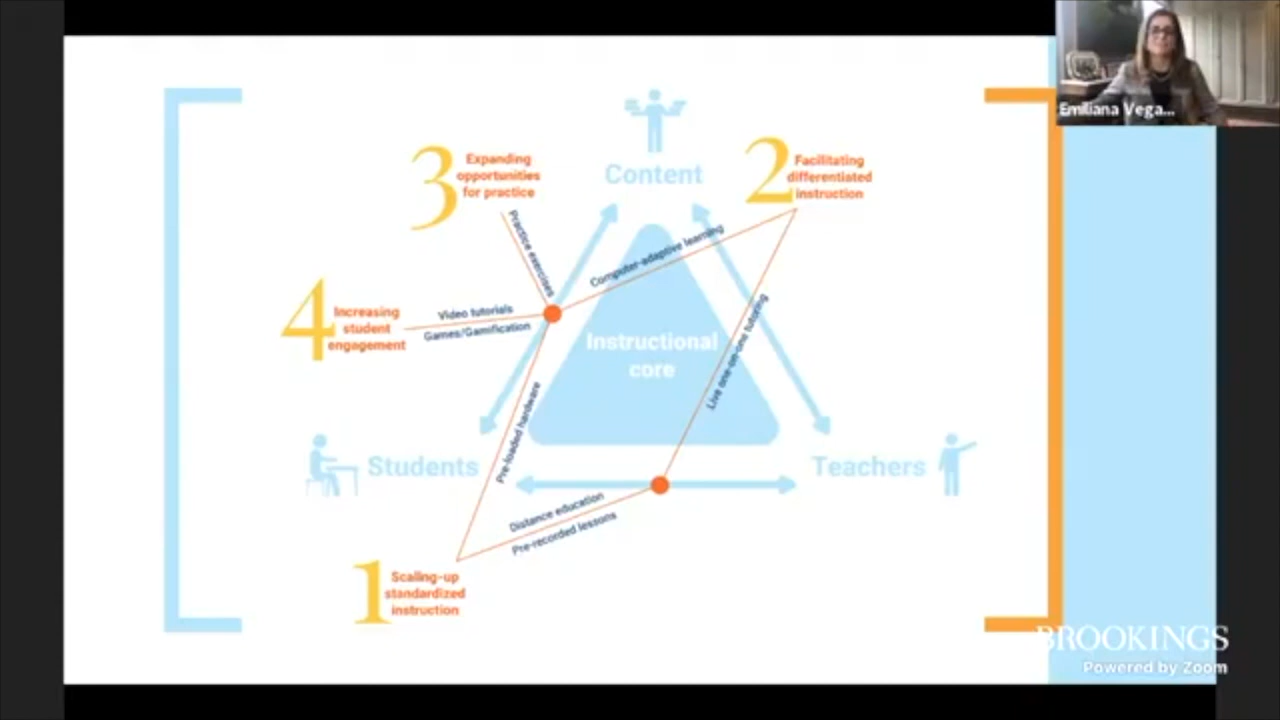 Emiliana Vega...
Content
3
Expanding
opportunities
for practice
2
Facilitating
differentiated
instruction
Practice exercises
Computer-adaptive learning
4
Increasing
student
engagement
Video tutorials
Games/Gamification
Instructional
core
Live one-on-one tutoring
Pre-loaded hardware
Students
Teachers
Distance education
Pre-recorded lessons
1
Scaling-up
standardized
instruction
BROOKINGS
Powered by Zoom